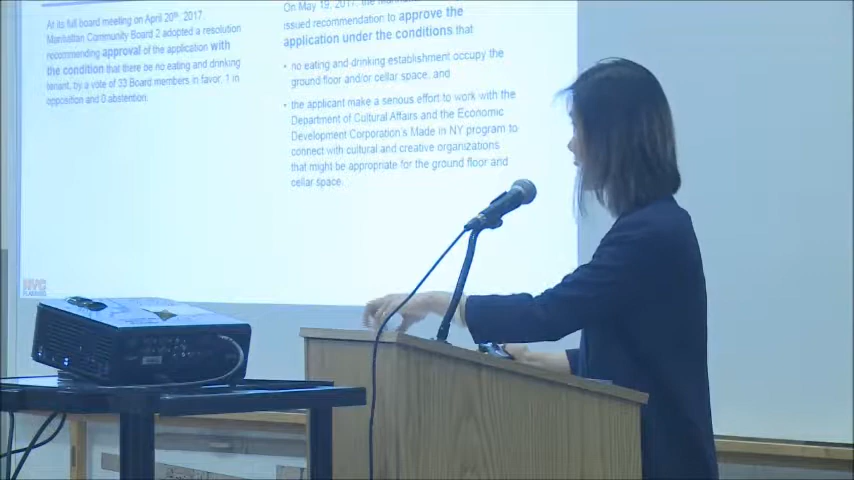 At its full board meeting on April 20th, 2017
Manhattan Community Board 2 adopted a resolution
recommending approval of the application with
the condition that there be no eating and drinking
tenant, by a vote of 33 Board members in favor, 1 in
opposition and 0 abstention.
On May 19, 2017, the
issued recommendation to approve the
application under the conditions that
• no eating and drinking establishment occupy the
ground floor and/or cellar space, and
• the applicant make a serious effort to work with the
Department of Cultural Affairs and the Economic
Development Corporation's Made in NY program to
connect with cultural and creative organizations
that might be appropriate for the ground floor and
cellar space.
NYC
PLANNING